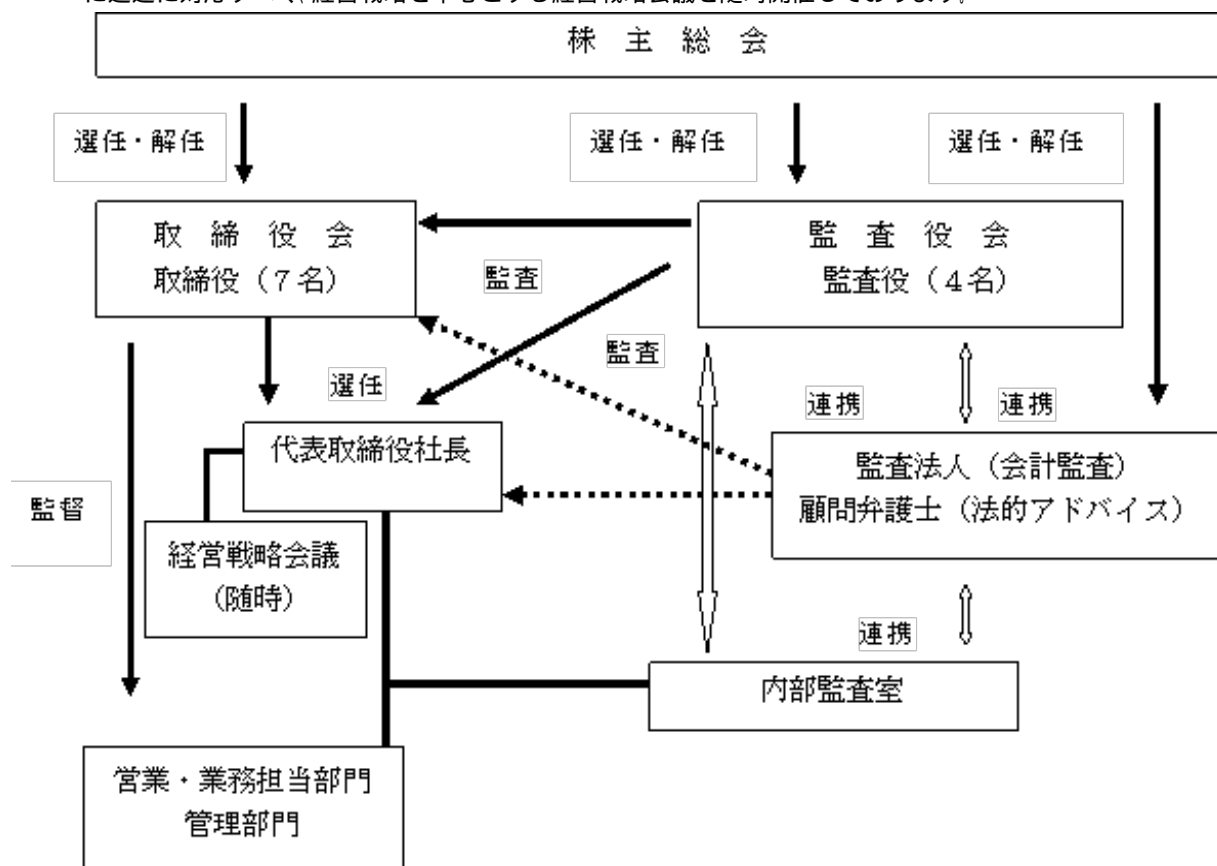 株主総会
選任・解任
選任・解任
選任・解任
取締役会
取締役（7名）
監査役会
監査役（4名）
監査
監査
選任
連携
連携
代表取締役社長
監査法人（会計監査）
顧問弁護士（法的アドバイス）
監督
経営戦略会議
（随時）
連携
内部監査室
営業・業務担当部門
管理部門